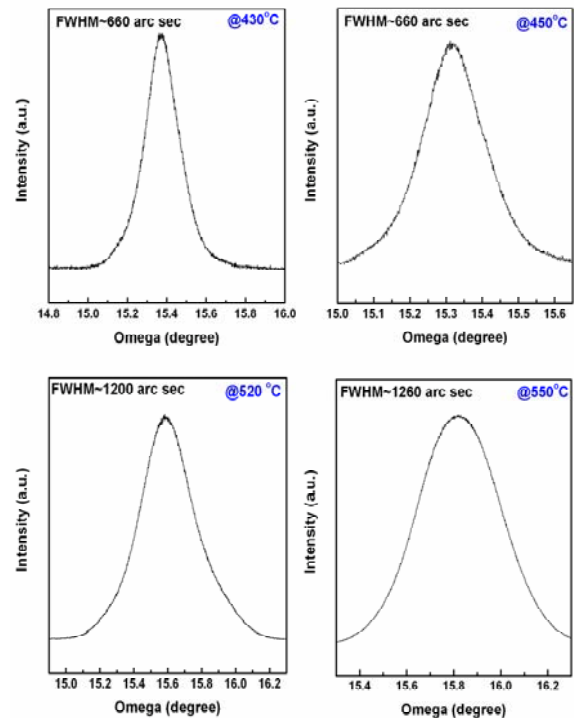 FWHM~660 arc sec @430°C
Intensity (a.u.)
14.8 15.0 15.2 15.4 15.6 15.8 16.0
Omega (degree)
FWHM~660 arc sec @450°C
Intensity (a.u.)
15.0 15.1 15.2 15.3 15.4 15.5 15.6
Omega (degree)
FWHM~1200 arc sec @520 °C
Intensity (a.u.)
15.0 15.2 15.4 15.6 15.8 16.0 16.2
Omega (degree)
FWHM~1260 arc sec @550°C
Intensity (a.u.)
15.4 15.6 15.8 16.0 16.2
Omega (degree)